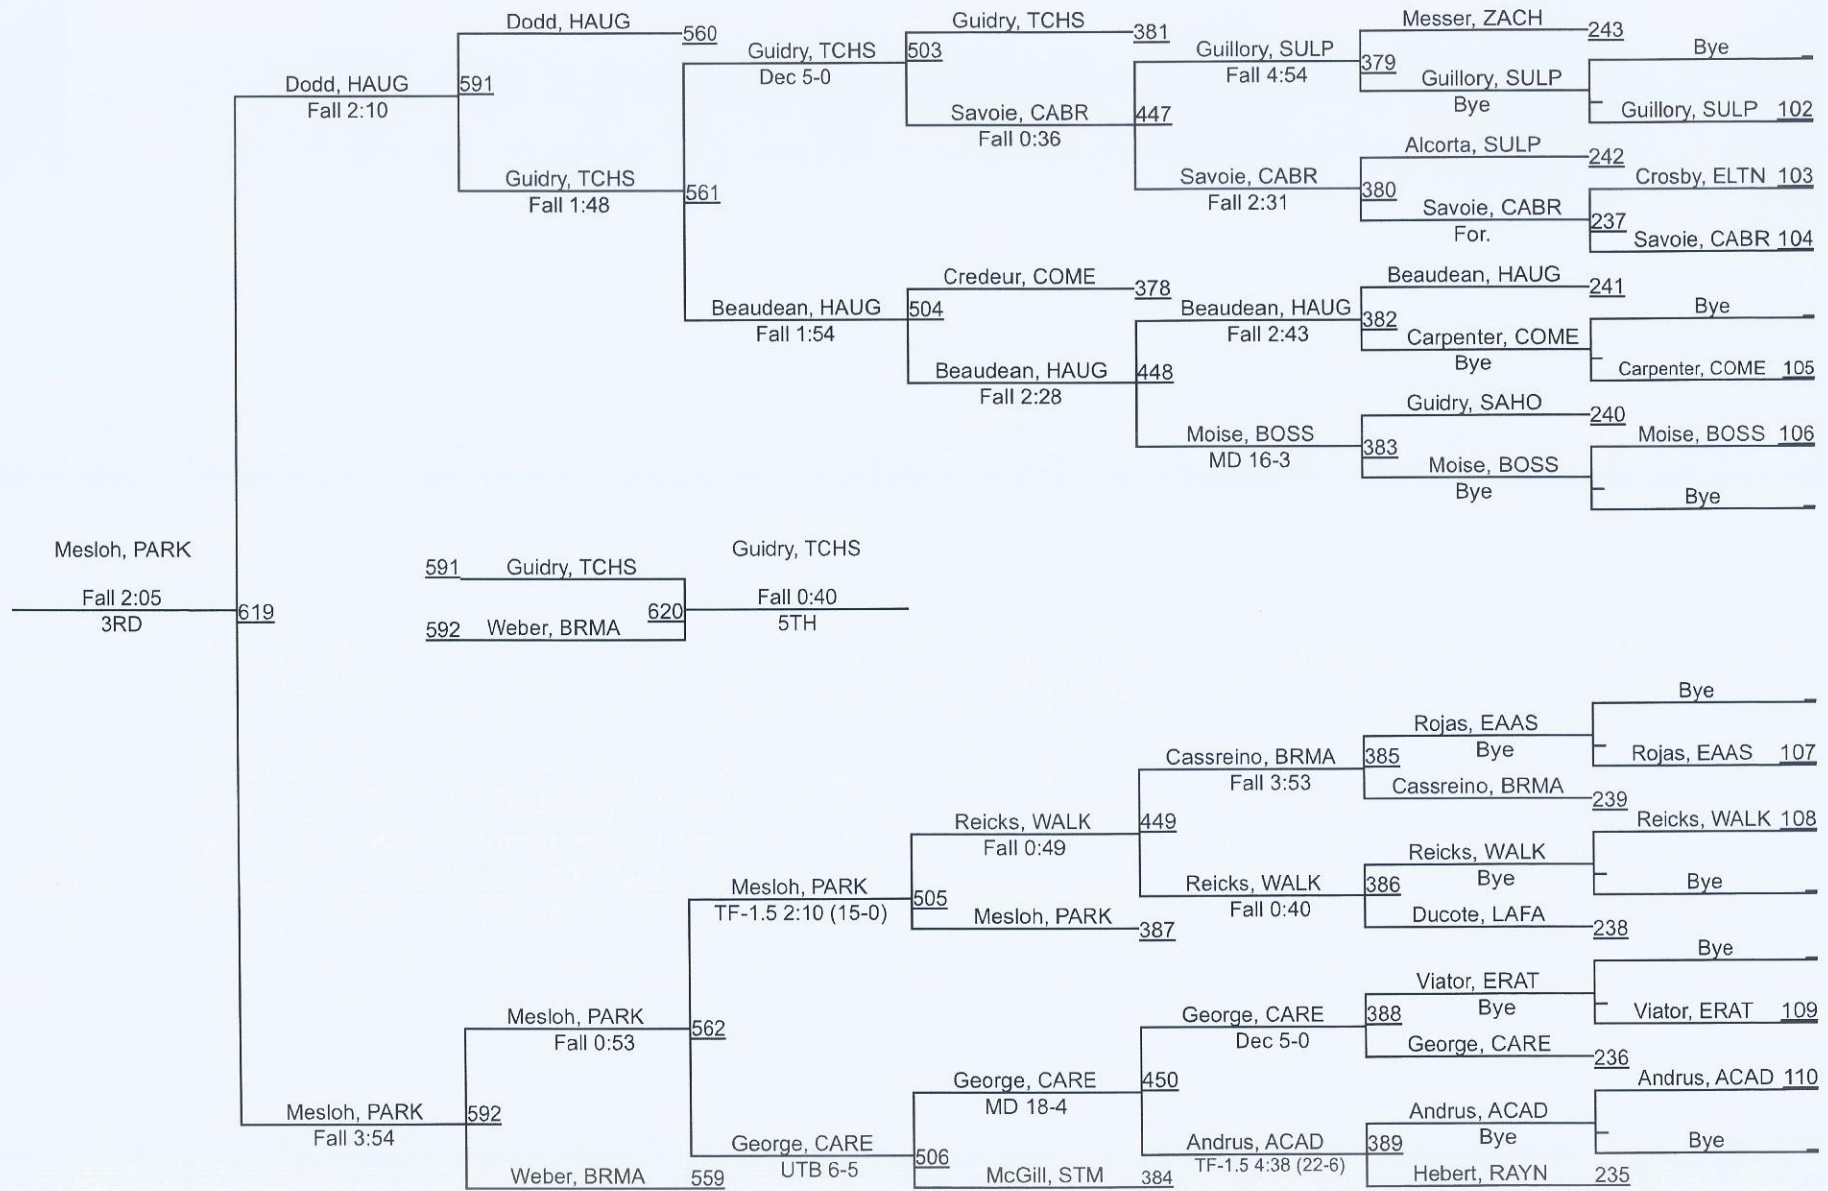 Dodd, HAUG
560
Guidry, TCHS
381
Messer, ZACH
243
Bye
Guidry, TCHS
503
Guillory, SULP
379
Dec 5-0
Fall 4:54
Guillory, SULP
Bye
Guillory, SULP 102
Dodd, HAUG
591
Fall 2:10
Savoie, CABR
447
Fall 0:36
Alcorta, SULP
242
Crosby, ELTN 103
Guidry, TCHS
561
Fall 1:48
Savoie, CABR
380
Fall 2:31
Savoie, CABR
237
For.
Savoie, CABR 104
Credeur, COME
378
Beaudean, HAUG
241
Bye
Beaudean, HAUG
504
Fall 1:54
Beaudean, HAUG
382
Fall 2:43
Carpenter, COME
Bye
Carpenter, COME 105
Beaudean, HAUG
448
Fall 2:28
Guidry, SAHO
240
Moise, BOSS 106
Moise, BOSS
383
MD 16-3
Moise, BOSS
Bye
Bye
Mesloh, PARK
Fall 2:05
619
3RD
591 Guidry, TCHS
592 Weber, BRMA
620
Guidry, TCHS
Fall 0:40
5TH
Bye
Rojas, EAAS
Bye
Rojas, EAAS 107
Cassreino, BRMA
385
Fall 3:53
Cassreino, BRMA
239
Reicks, WALK
449
Fall 0:49
Reicks, WALK 108
Reicks, WALK
Bye
Bye
Mesloh, PARK
505
TF-1.5 2:10 (15-0)
Reicks, WALK
386
Fall 0:40
Mesloh, PARK
387
Ducote, LAFA
238
Bye
Viator, ERAT
Bye
Viator, ERAT 109
Mesloh, PARK
562
Fall 0:53
George, CARE
388
Dec 5-0
George, CARE
236
George, CARE
450
MD 18-4
Andrus, ACAD 110
Mesloh, PARK
592
Fall 3:54
Andrus, ACAD
Bye
Bye
George, CARE
506
UTB 6-5
Andrus, ACAD
389
TF-1.5 4:38 (22-6)
Weber, BRMA
559
McGill, STM
384
Hebert, RAYN
235